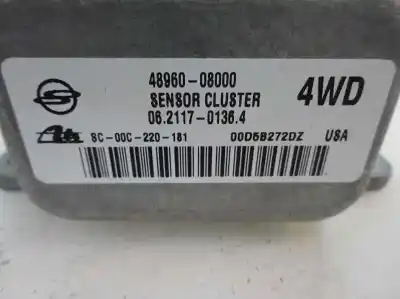 48960-08000
SENSOR CLUSTER
4WD
06.2117-0136.4
Ate
8C-00C-220-181
00D5B272DZ
USA